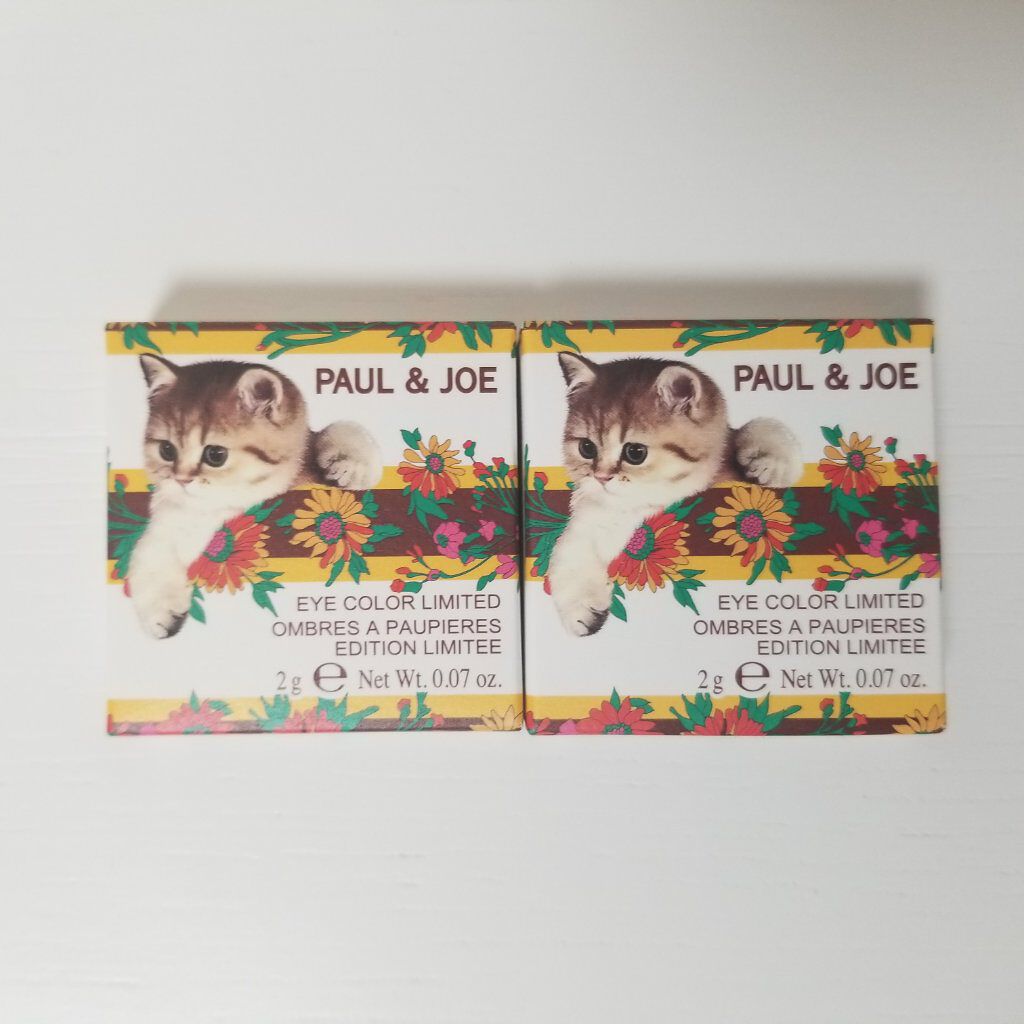 PAUL & JOE
EYE COLOR LIMITED
OMBRES A PAUPIERES
EDITION LIMITEE
2 g ℮ Net Wt. 0.07 oz.
PAUL & JOE
EYE COLOR LIMITED
OMBRES A PAUPIERES
EDITION LIMITEE
2 g ℮ Net Wt. 0.07 oz.